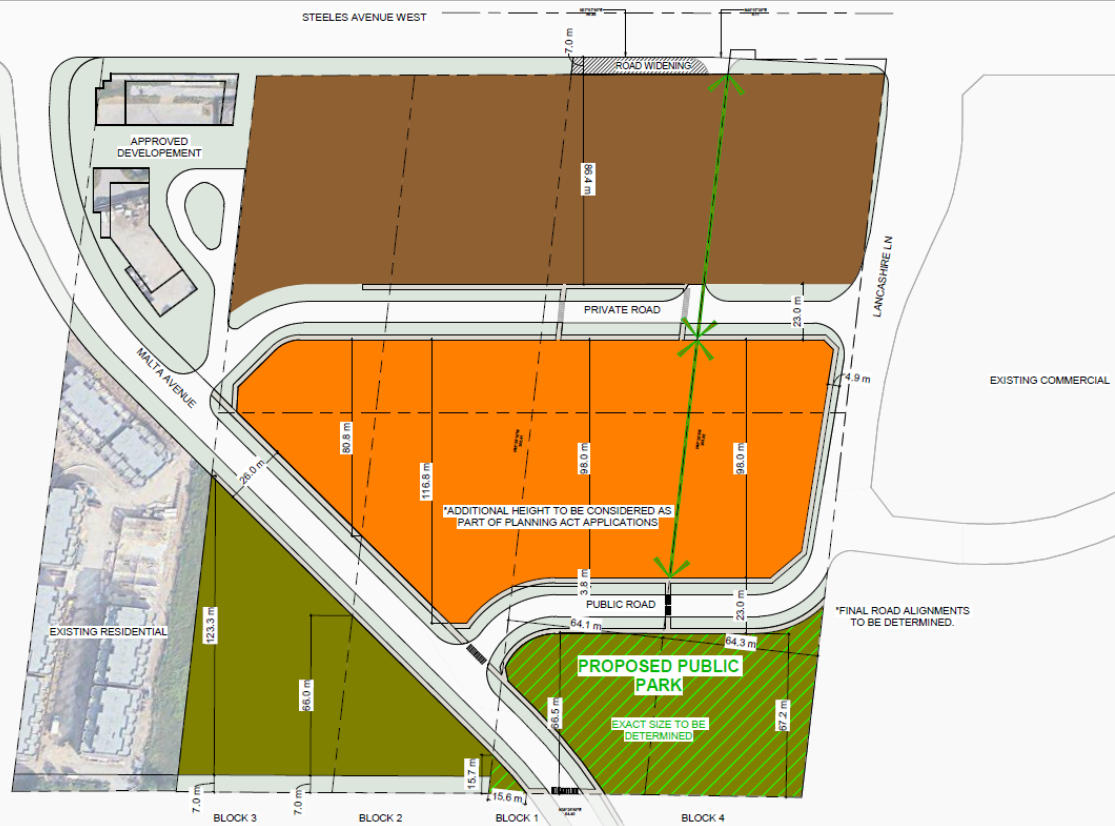 STEELES AVENUE WEST
7.0 m
ROAD WIDENING
APPROVED
DEVELOPEMENT
86.4 m
LANCASHIRE LN
PRIVATE ROAD
23.0 m
MALTA AVENUE
4.9 m
EXISTING COMMERCIAL
80.8 m
116.8 m
98.0 m
98.0 m
26.0 m
*ADDITIONAL HEIGHT TO BE CONSIDERED AS
PART OF PLANNING ACT APPLICATIONS
3.8 m
PUBLIC ROAD
23.0 m
*FINAL ROAD ALIGNMENTS
TO BE DETERMINED.
EXISTING RESIDENTIAL
123.3 m
64.1 m
64.3 m
PROPOSED PUBLIC
PARK
66.0 m
66.5 m
67.2 m
EXACT SIZE TO BE
DETERMINED
15.7 m
15.6 m
7.0 m
7.0 m
BLOCK 3
BLOCK 2
BLOCK 1
BLOCK 4